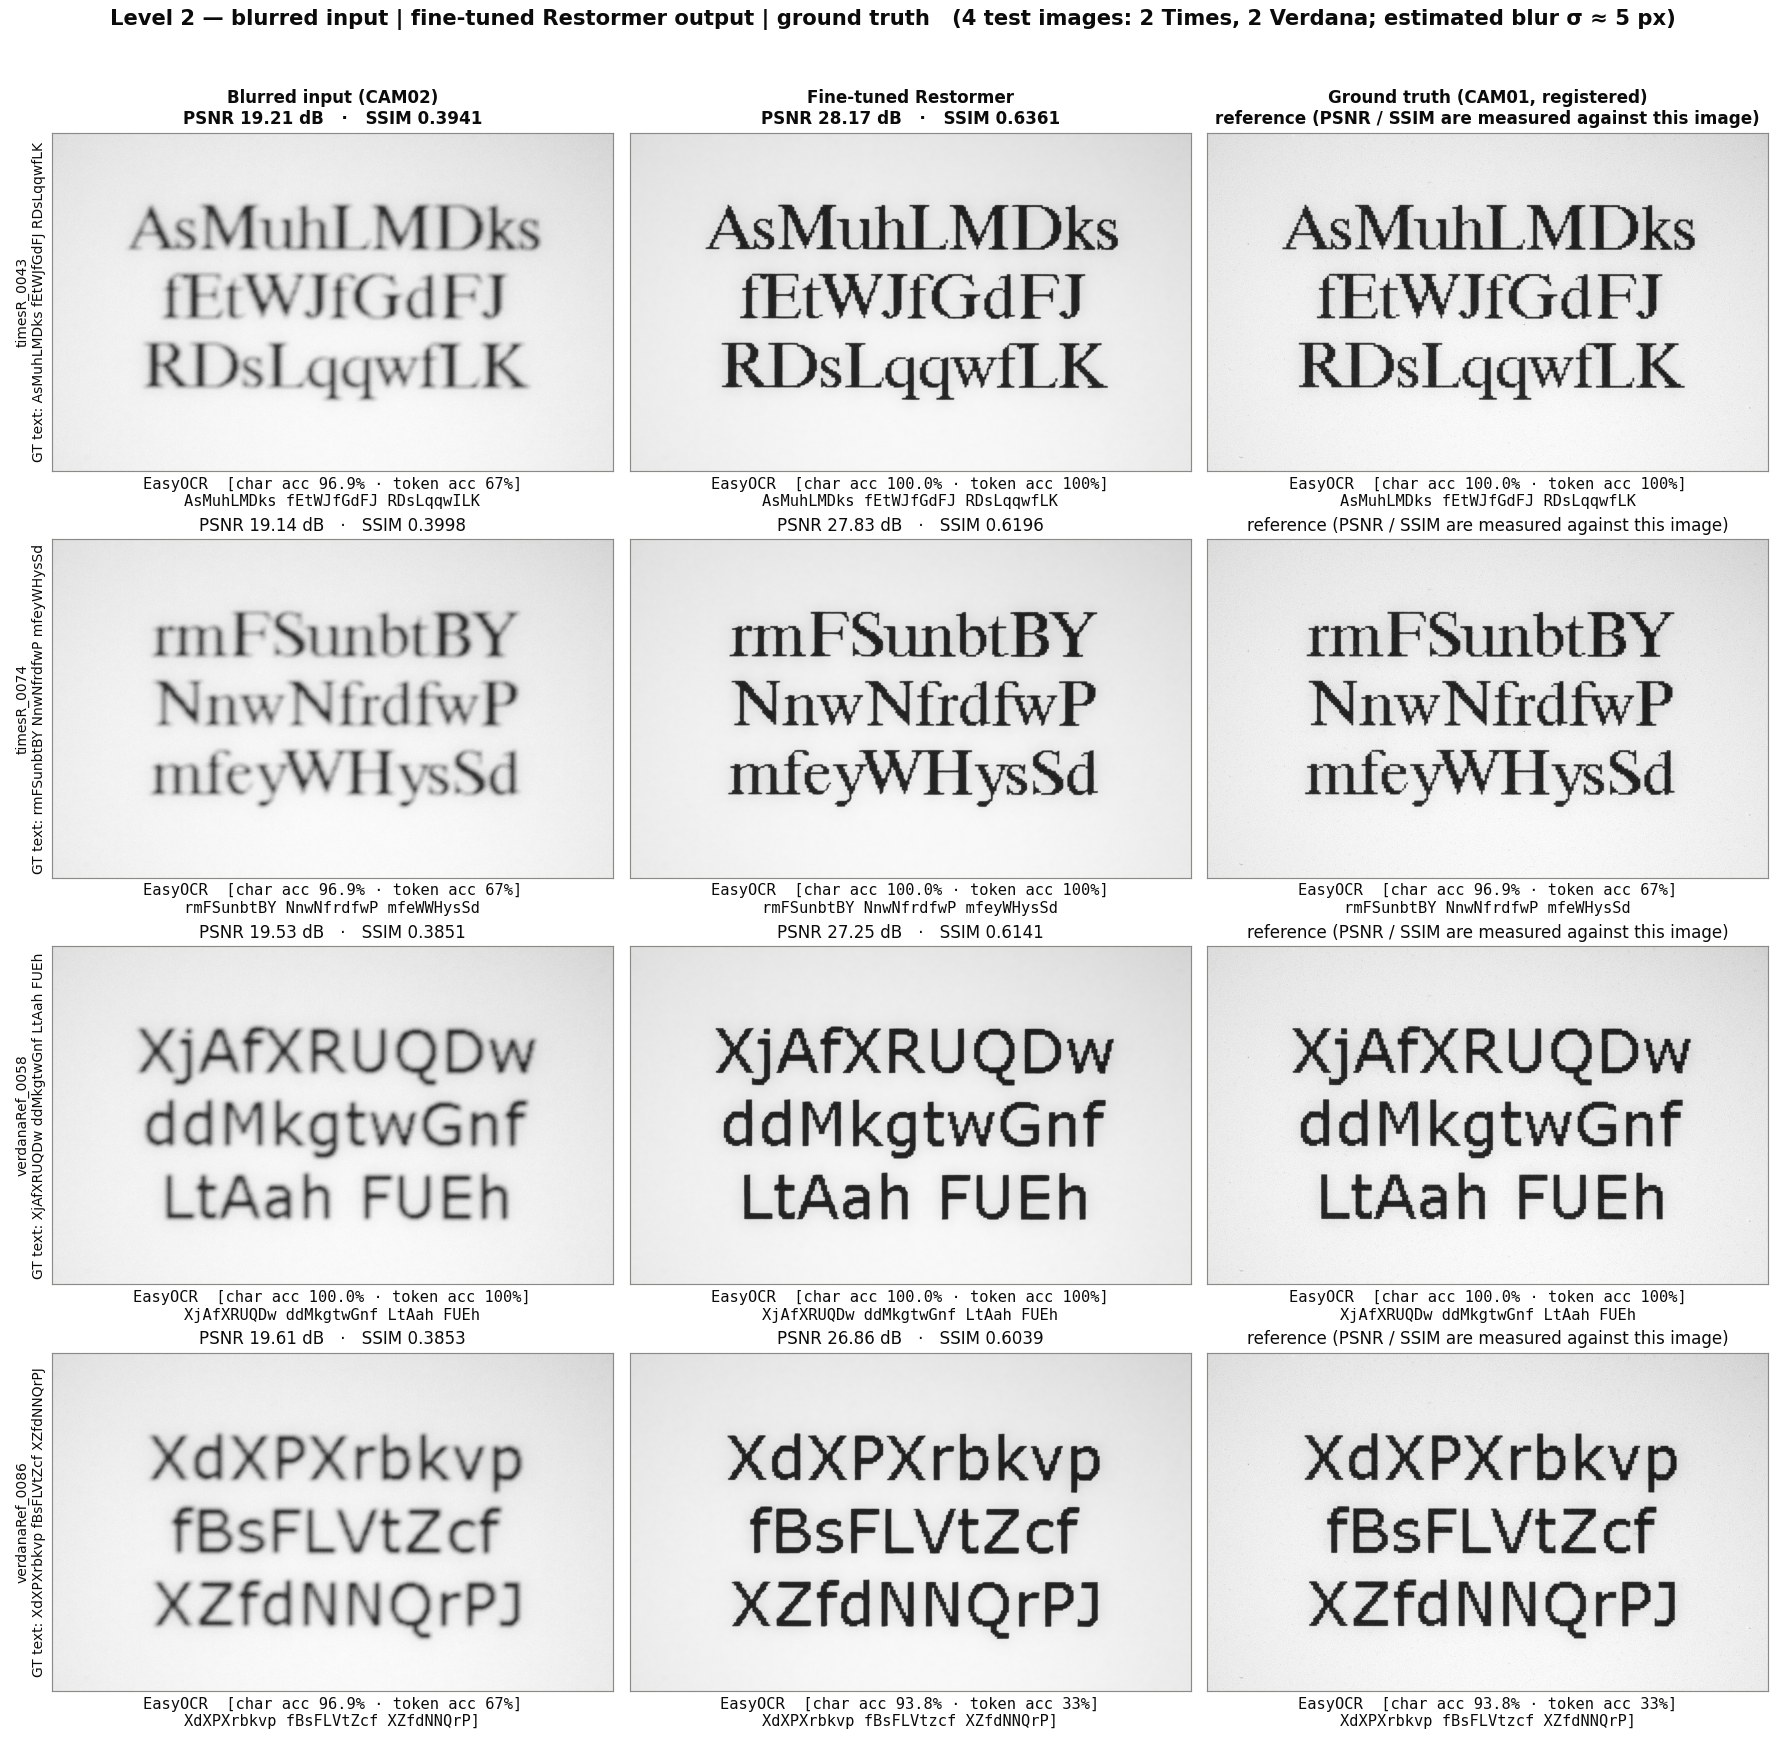 Level 2 — blurred input | fine-tuned Restormer output | ground truth (4 test images: 2 Times, 2 Verdana; estimated blur σ ≈ 5 px)
Blurred input (CAM02)
PSNR 19.21 dB · SSIM 0.3941
Fine-tuned Restormer
PSNR 28.17 dB · SSIM 0.6361
Ground truth (CAM01, registered)
reference (PSNR / SSIM are measured against this image)
timesR_0043
GT text: AsMuhLMDks fEtWJfGdFJ RDsLqqwfLK
AsMuhLMDks
fEtWJfGdFJ
RDsLqqwfLK
AsMuhLMDks
fEtWJfGdFJ
RDsLqqwfLK
AsMuhLMDks
fEtWJfGdFJ
RDsLqqwfLK
EasyOCR [char acc 96.9% · token acc 67%]
AsMuhLMDks fEtWJfGdFJ RDsLqqwILK
EasyOCR [char acc 100.0% · token acc 100%]
AsMuhLMDks fEtWJfGdFJ RDsLqqwfLK
EasyOCR [char acc 100.0% · token acc 100%]
AsMuhLMDks fEtWJfGdFJ RDsLqqwfLK
PSNR 19.14 dB · SSIM 0.3998
PSNR 27.83 dB · SSIM 0.6196
reference (PSNR / SSIM are measured against this image)
timesR_0074
GT text: rmFSunbtBY NnwNfrdfwP mfeyWHysSd
rmFSunbtBY
NnwNfrdfwP
mfeyWHysSd
rmFSunbtBY
NnwNfrdfwP
mfeyWHysSd
rmFSunbtBY
NnwNfrdfwP
mfeyWHysSd
EasyOCR [char acc 96.9% · token acc 67%]
rmFSunbtBY NnwNfrdfwP mfeWWHysSd
EasyOCR [char acc 100.0% · token acc 100%]
rmFSunbtBY NnwNfrdfwP mfeyWHysSd
EasyOCR [char acc 96.9% · token acc 67%]
rmFSunbtBY NnwNfrdfwP mfeWHysSd
PSNR 19.53 dB · SSIM 0.3851
PSNR 27.25 dB · SSIM 0.6141
reference (PSNR / SSIM are measured against this image)
verdanaRef_0058
GT text: XjAfXRUQDw ddMkgtwGnf LtAah FUEh
XjAfXRUQDw
ddMkgtwGnf
LtAah FUEh
XjAfXRUQDw
ddMkgtwGnf
LtAah FUEh
XjAfXRUQDw
ddMkgtwGnf
LtAah FUEh
EasyOCR [char acc 100.0% · token acc 100%]
XjAfXRUQDw ddMkgtwGnf LtAah FUEh
EasyOCR [char acc 100.0% · token acc 100%]
XjAfXRUQDw ddMkgtwGnf LtAah FUEh
EasyOCR [char acc 100.0% · token acc 100%]
XjAfXRUQDw ddMkgtwGnf LtAah FUEh
PSNR 19.61 dB · SSIM 0.3853
PSNR 26.86 dB · SSIM 0.6039
reference (PSNR / SSIM are measured against this image)
verdanaRef_0086
GT text: XdXPXrbkvp fBsFLVtZcf XZfdNNQrPJ
XdXPXrbkvp
fBsFLVtZcf
XZfdNNQrPJ
XdXPXrbkvp
fBsFLVtZcf
XZfdNNQrPJ
XdXPXrbkvp
fBsFLVtZcf
XZfdNNQrPJ
EasyOCR [char acc 96.9% · token acc 67%]
XdXPXrbkvp fBsFLVtZcf XZfdNNQrP]
EasyOCR [char acc 93.8% · token acc 33%]
XdXPXrbkvp fBsFLVtzcf XZfdNNQrP]
EasyOCR [char acc 93.8% · token acc 33%]
XdXPXrbkvp fBsFLVtzcf XZfdNNQrP]